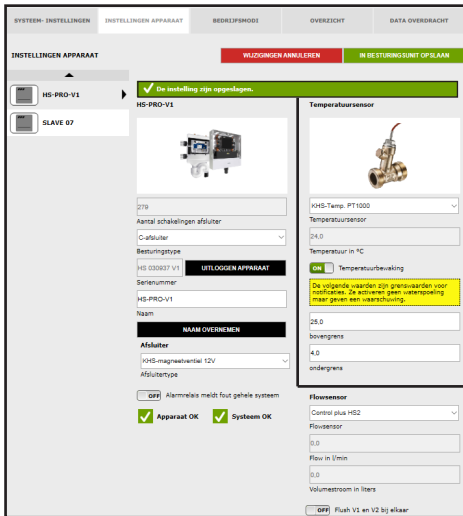 SYSTEEM- INSTELLINGEN
INSTELLINGEN APPARAAT
BEDRIJFSMODI
OVERZICHT
DATA OVERDRACHT
INSTELLINGEN APPARAAT
WIJZIGINGEN ANNULEREN
IN BESTURINGSUNIT OPSLAAN
HS-PRO-V1
SLAVE 07
De instelling zijn opgeslagen.
HS-PRO-V1
279
Aantal schakelingen afsluiter
C-afsluiter
Besturingstype
HS 030937 V1
UITLOGGEN APPARAAT
Serienummer
HS-PRO-V1
Naam
NAAM OVERNEMEN
Afsluiter
KHS-magneetventiel 12V
Afsluitertype
OFF Alarmrelais meldt fout gehele systeem
Apparaat OK
Systeem OK
Temperatuursensor
KHS-Temp. PT1000
Temperatuursensor
24,0
Temperatuur in °C
ON Temperatuurbewaking
De volgende waarden zijn grenswaarden voor
notificaties. Ze activeren geen waterspoeling
maar geven een waarschuwing.
25,0
bovengrens
4,0
ondergrens
Flowsensor
Control plus HS2
Flowsensor
0,0
Flow in l/min
0,0
Volumestroom in liters
OFF Flush V1 en V2 bij elkaar